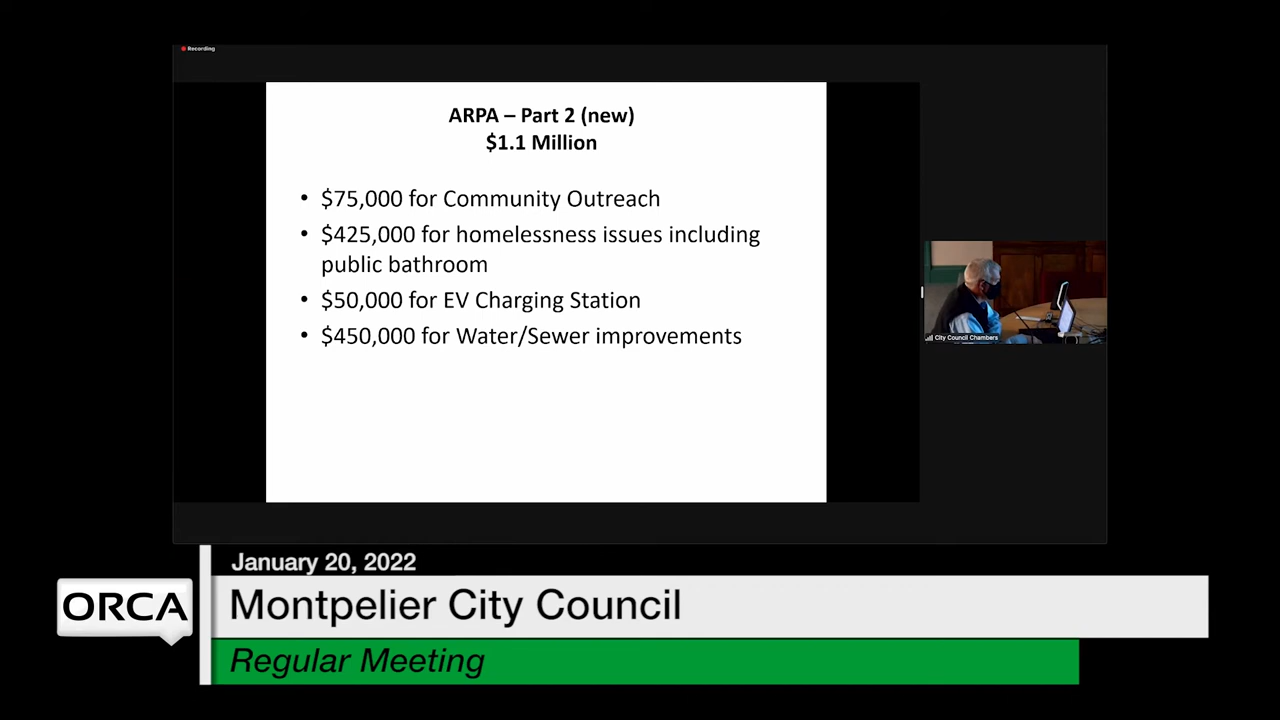 Recording
ARPA – Part 2 (new)
$1.1 Million
• $75,000 for Community Outreach
• $425,000 for homelessness issues including
public bathroom
• $50,000 for EV Charging Station
• $450,000 for Water/Sewer improvements
City Council Chambers
January 20, 2022
ORCA
Montpelier City Council
Regular Meeting